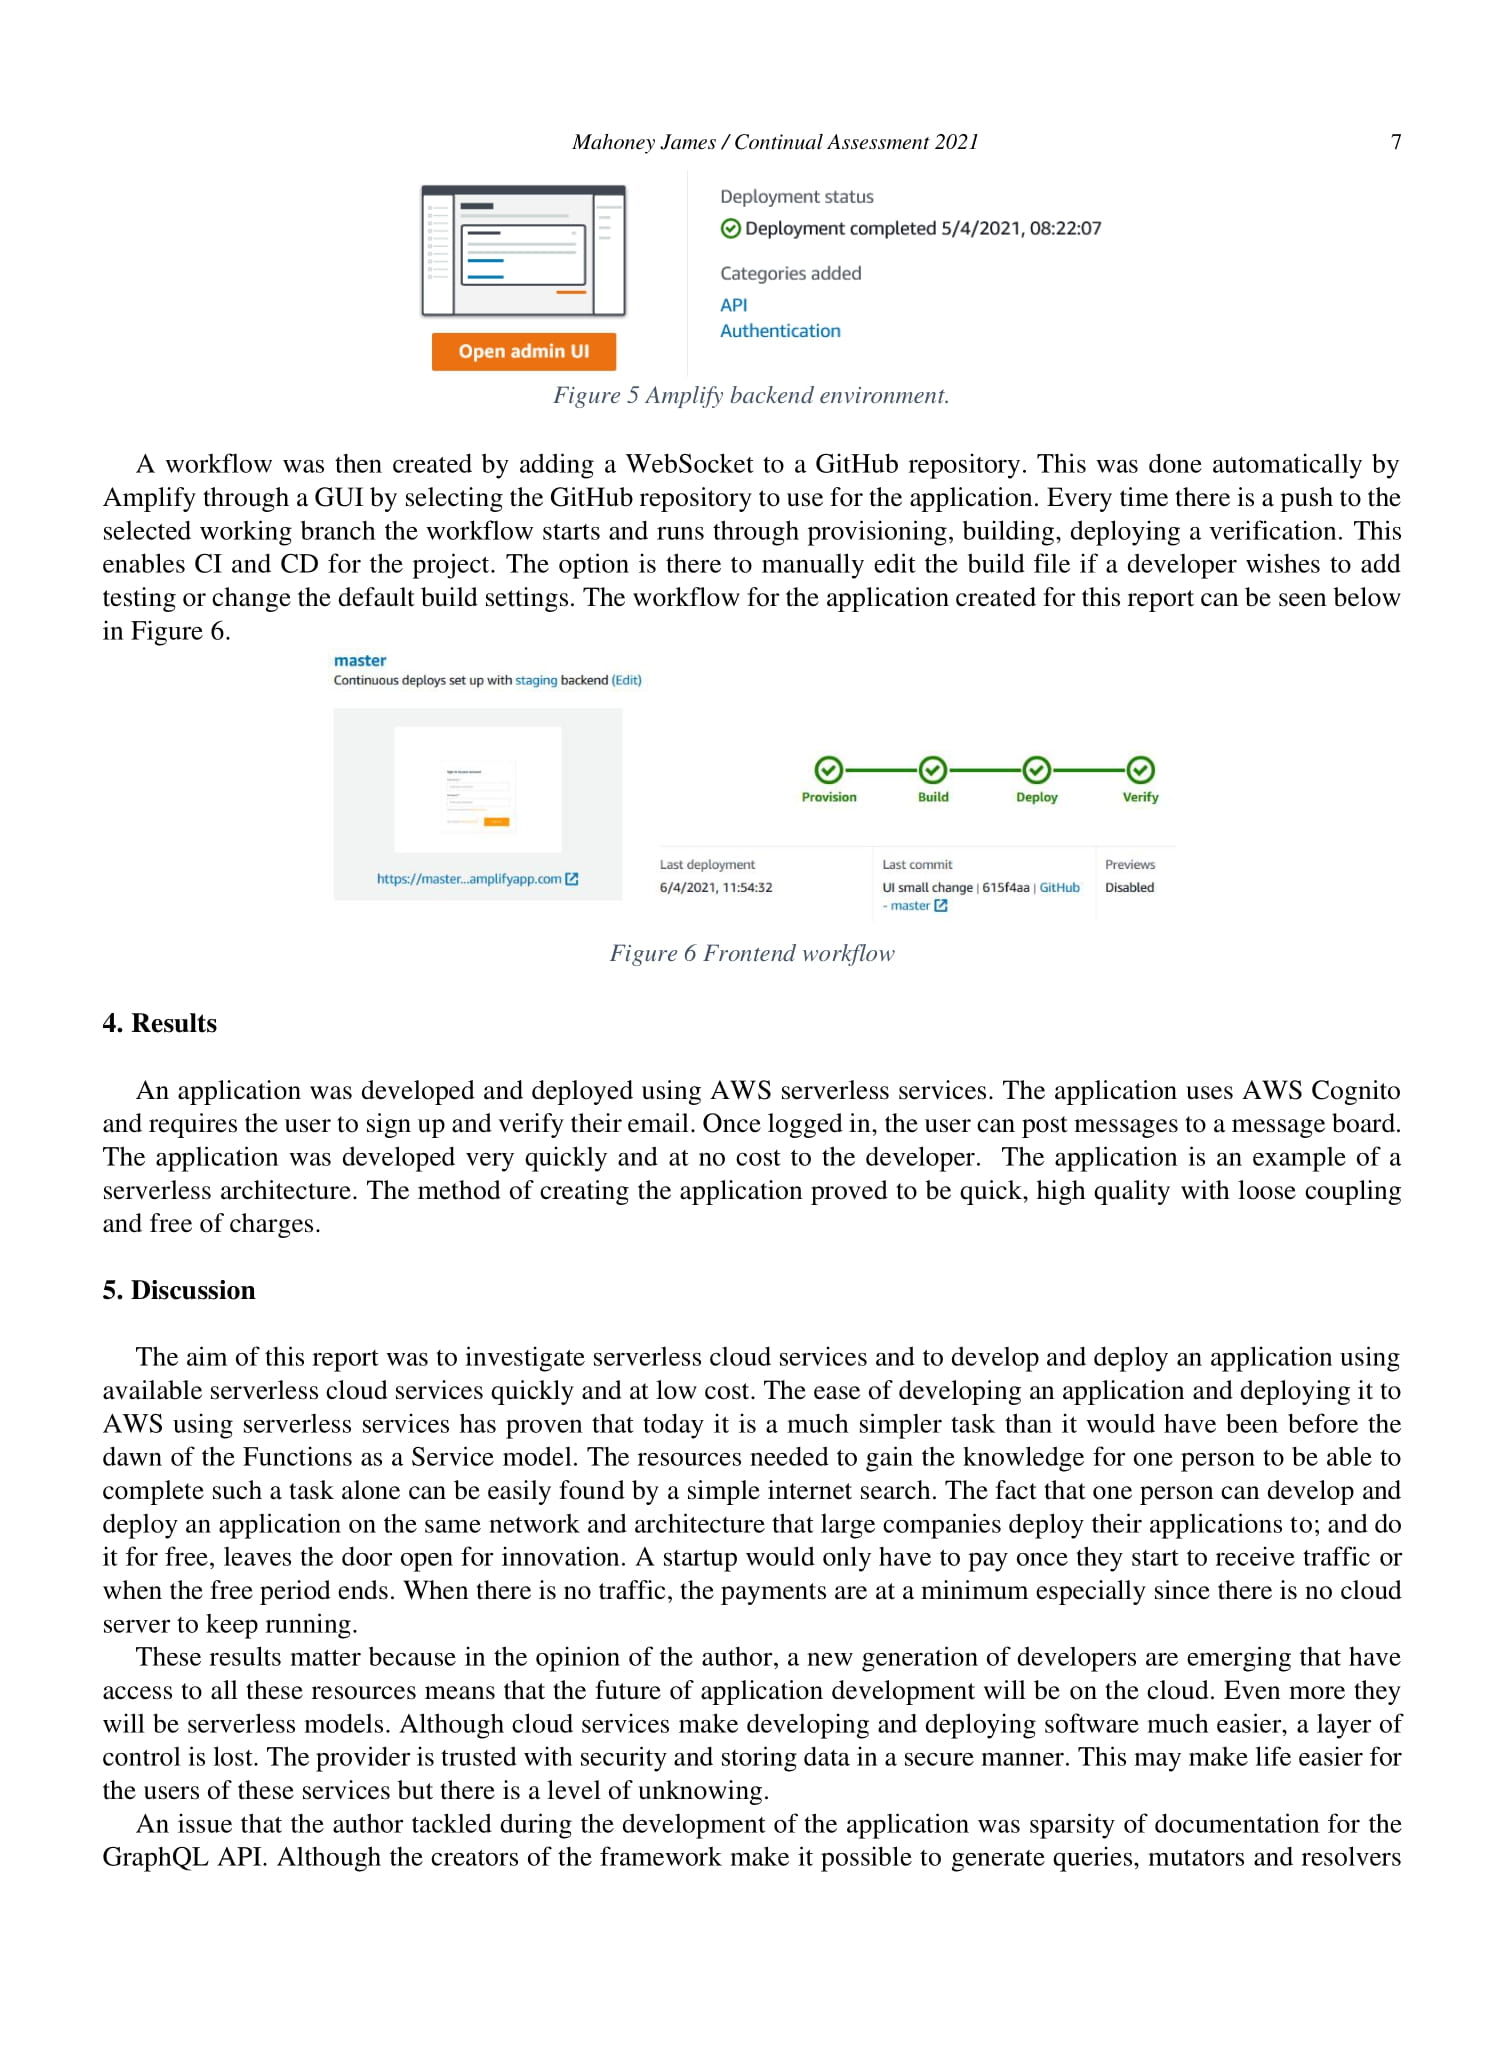 Mahoney James / Continual Assessment 2021 7
Deployment status
Deployment completed 5/4/2021, 08:22:07
Categories added
API
Authentication
Open admin UI
Figure 5 Amplify backend environment.
A workflow was then created by adding a WebSocket to a GitHub repository. This was done automatically by
Amplify through a GUI by selecting the GitHub repository to use for the application. Every time there is a push to the
selected working branch the workflow starts and runs through provisioning, building, deploying a verification. This
enables CI and CD for the project. The option is there to manually edit the build file if a developer wishes to add
testing or change the default build settings. The workflow for the application created for this report can be seen below
in Figure 6.
master
Continuous deploys set up with staging backend (Edit)
Provision Build Deploy Verify
https://master...amplifyapp.com
Last deployment
6/4/2021, 11:54:32
Last commit
UI small change | 615f4aa | GitHub
- master
Previews
Disabled
Figure 6 Frontend workflow
4. Results
An application was developed and deployed using AWS serverless services. The application uses AWS Cognito
and requires the user to sign up and verify their email. Once logged in, the user can post messages to a message board.
The application was developed very quickly and at no cost to the developer.  The application is an example of a
serverless architecture. The method of creating the application proved to be quick, high quality with loose coupling
and free of charges.
5. Discussion
The aim of this report was to investigate serverless cloud services and to develop and deploy an application using
available serverless cloud services quickly and at low cost. The ease of developing an application and deploying it to
AWS using serverless services has proven that today it is a much simpler task than it would have been before the
dawn of the Functions as a Service model. The resources needed to gain the knowledge for one person to be able to
complete such a task alone can be easily found by a simple internet search. The fact that one person can develop and
deploy an application on the same network and architecture that large companies deploy their applications to; and do
it for free, leaves the door open for innovation. A startup would only have to pay once they start to receive traffic or
when the free period ends. When there is no traffic, the payments are at a minimum especially since there is no cloud
server to keep running.
These results matter because in the opinion of the author, a new generation of developers are emerging that have
access to all these resources means that the future of application development will be on the cloud. Even more they
will be serverless models. Although cloud services make developing and deploying software much easier, a layer of
control is lost. The provider is trusted with security and storing data in a secure manner. This may make life easier for
the users of these services but there is a level of unknowing.
An issue that the author tackled during the development of the application was sparsity of documentation for the
GraphQL API. Although the creators of the framework make it possible to generate queries, mutators and resolvers